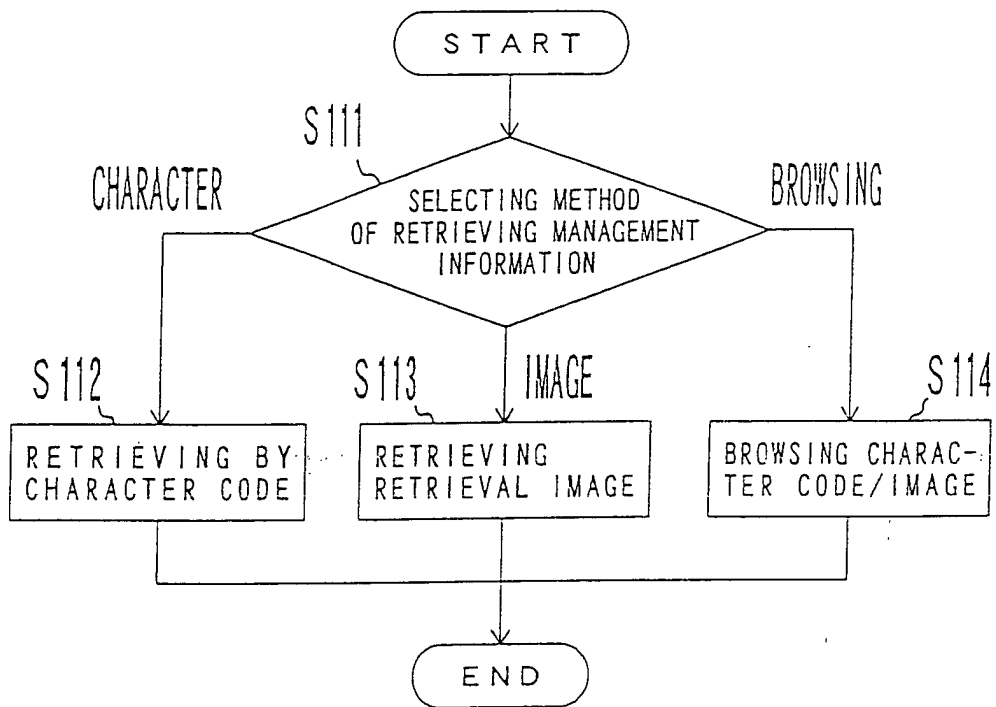 START
S111
CHARACTER
BROWSING
SELECTING METHOD
OF RETRIEVING MANAGEMENT
INFORMATION
S112
S113
IMAGE
S114
RETRIEVING BY
CHARACTER CODE
RETRIEVING
RETRIEVAL IMAGE
BROWSING CHARAC-
TER CODE/IMAGE
END